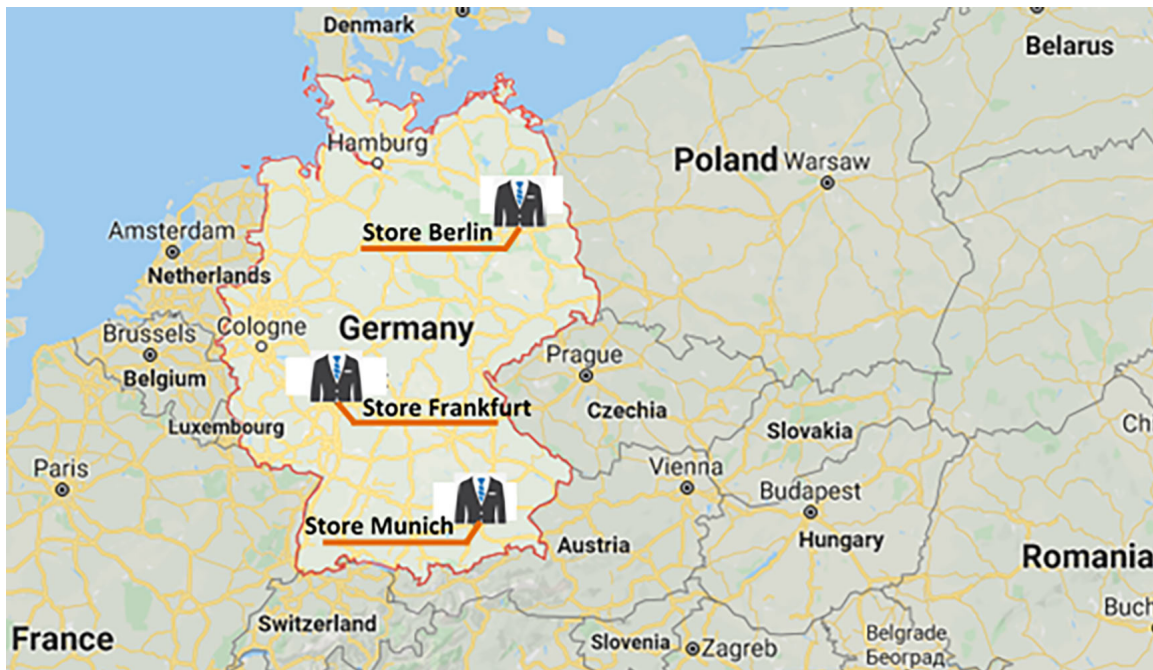 Denmark
Belarus
Hamburg
Poland
Warsaw
Store Berlin
Amsterdam
Netherlands
Brussels
Cologne
Germany
Belgium
Prague
Store Frankfurt
Czechia
Luxembourg
Slovakia
Chi
Paris
Vienna
Budapest
Store Munich
Austria
Hungary
Romania
Buch
Switzerland
France
Slovenia
Zagreb
Belgrade
Београд